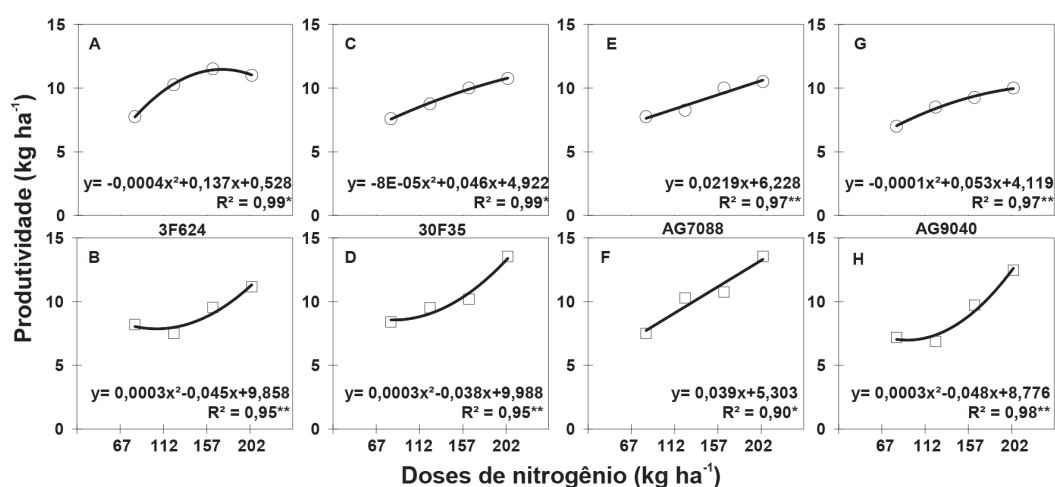 Produtividade (kg ha⁻¹)
15
10
5
0
A
y= -0,0004x²+0,137x+0,528
R² = 0,99*
15
10
5
0
C
y= -8E-05x²+0,046x+4,922
R² = 0,99*
15
10
5
0
E
y= 0,0219x+6,228
R² = 0,97**
15
10
5
0
G
y= -0,0001x²+0,053x+4,119
R² = 0,97**
3F624
30F35
AG7088
AG9040
15
10
5
0
B
y= 0,0003x²-0,045x+9,858
R² = 0,95**
15
10
5
0
D
y= 0,0003x²-0,038x+9,988
R² = 0,95**
15
10
5
0
F
y= 0,039x+5,303
R² = 0,90*
15
10
5
0
H
y= 0,0003x²-0,048x+8,776
R² = 0,98**
67 112 157 202
67 112 157 202
67 112 157 202
67 112 157 202
Doses de nitrogênio (kg ha⁻¹)